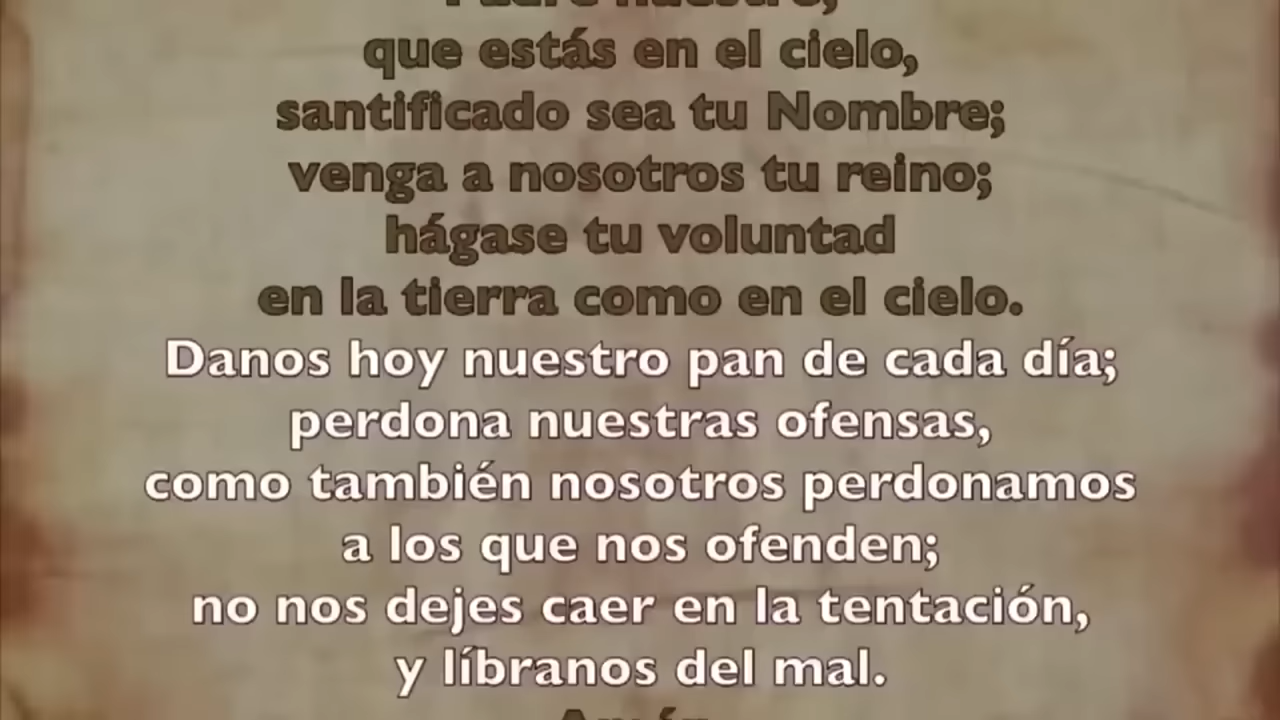 que estás en el cielo,
santificado sea tu Nombre;
venga a nosotros tu reino;
hágase tu voluntad
en la tierra como en el cielo.
Danos hoy nuestro pan de cada día;
perdona nuestras ofensas,
como también nosotros perdonamos
a los que nos ofenden;
no nos dejes caer en la tentación,
y líbranos del mal.